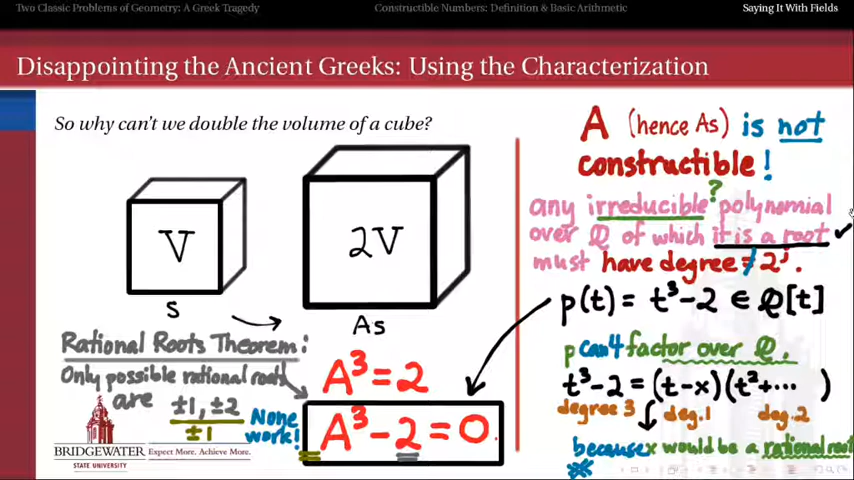 Two Classic Problems of Geometry: A Greek Tragedy
Constructible Numbers: Definition & Basic Arithmetic
Saying It With Fields
Disappointing the Ancient Greeks: Using the Characterization
So why can't we double the volume of a cube?
V
s
2V
As
Rational Roots Theorem:
Only possible rational roots
are ±1, ±2
±1
None
work!
A³=2
A³-2=0.
BRIDGEWATER
STATE UNIVERSITY
Expect More. Achieve More.
A (hence As) is not
constructible!
any irreducible? polynomial
over ℚ of which it is a root ✓
must have degree ≠ 2ʲ.
p(t) = t³-2 ∈ ℚ[t]
p can't factor over ℚ.
t³-2 = (t-x)(t²+... )
degree 3 deg.1 deg.2
because x would be a rational root